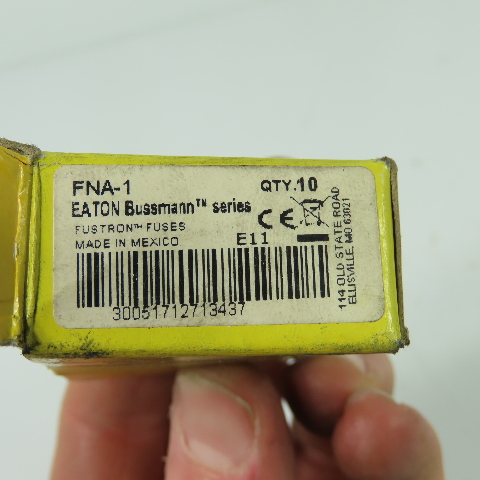 FNA-1
QTY.10
EATON Bussmann™ series
FUSTRON™ FUSES
MADE IN MEXICO
CE
E11
30051712713437
114 OLD STATE ROAD
ELLISVILLE, MO 63021